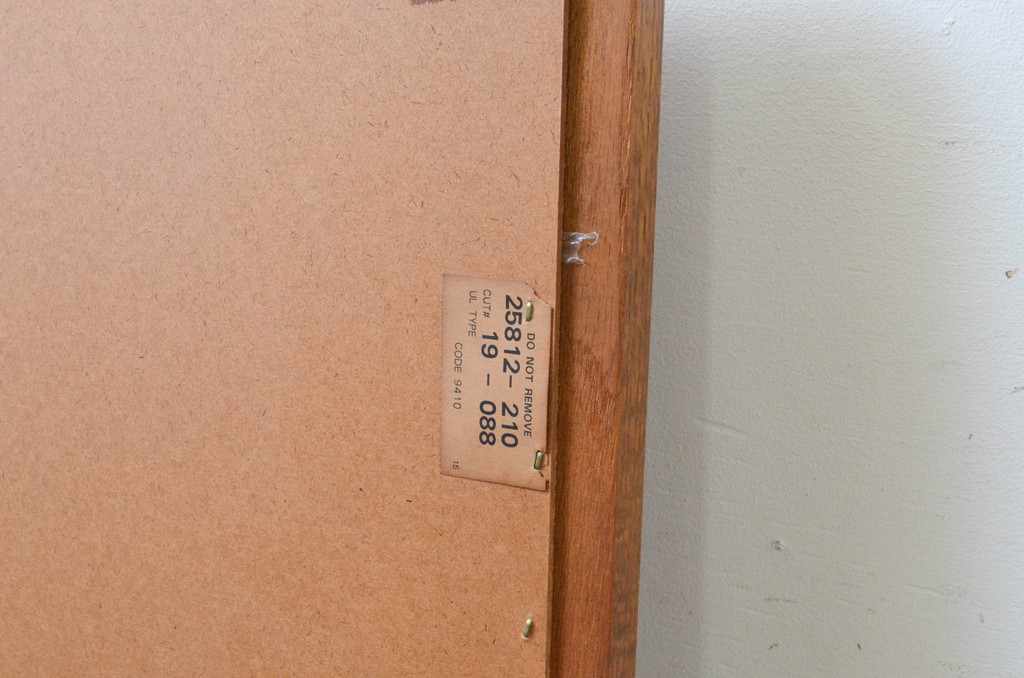 DO NOT REMOVE
25812- 210
CUT# 19 - 088
UL TYPE CODE 9410 15